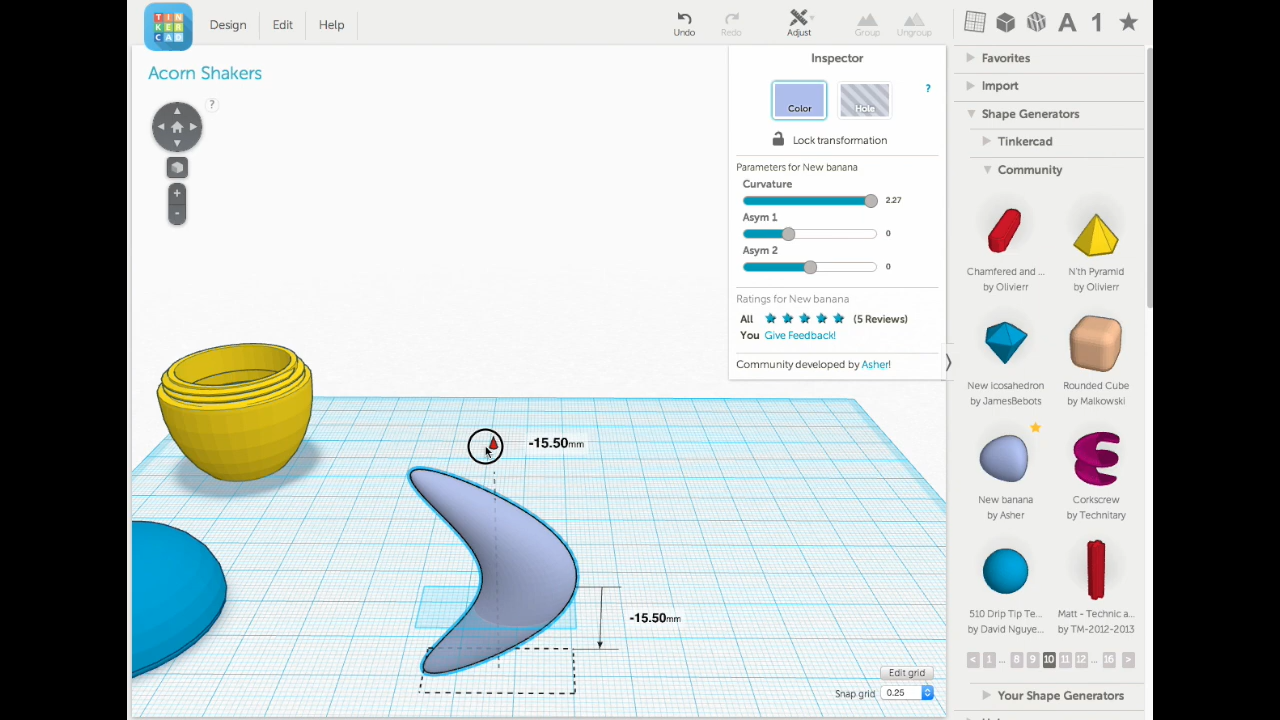 TIN
KER
CAD
Design
Edit
Help
Undo
Redo
Adjust
Group
Ungroup
A
1
Acorn Shakers
?
+
-
Inspector
Color
Hole
?
Lock transformation
Parameters for New banana
Curvature
2.27
Asym 1
0
Asym 2
0
Ratings for New banana
All
(5 Reviews)
You
Give Feedback!
Community developed by Asher!
-15.50mm
-15.50mm
Edit grid
Snap grid
0.25
Favorites
Import
Shape Generators
Tinkercad
Community
Chamfered and ...
by Olivierr
N'th Pyramid
by Olivierr
New Icosahedron
by JamesBebots
Rounded Cube
by Malkowski
New banana
by Asher
Corkscrew
by Technitary
510 Drip Tip Te...
by David Nguye...
Matt - Technic a...
by TM-2012-2013
< 1 ... 8 9 10 11 12 ... 16 >
Your Shape Generators